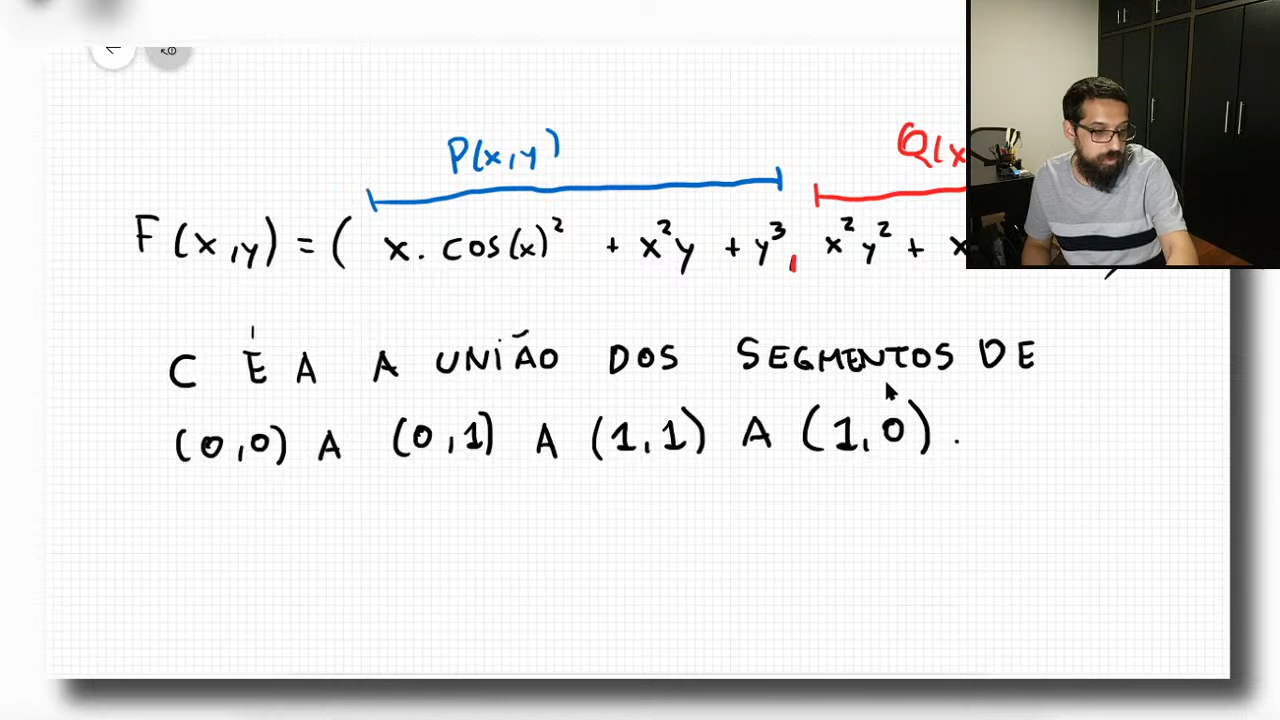 P(x,y) Q(x
F(x,y) = ( x. cos(x)² + x²y + y³, x²y² + x
C É A A UNIÃO DOS SEGMENTOS DE
(0,0) A (0,1) A (1,1) A (1,0).